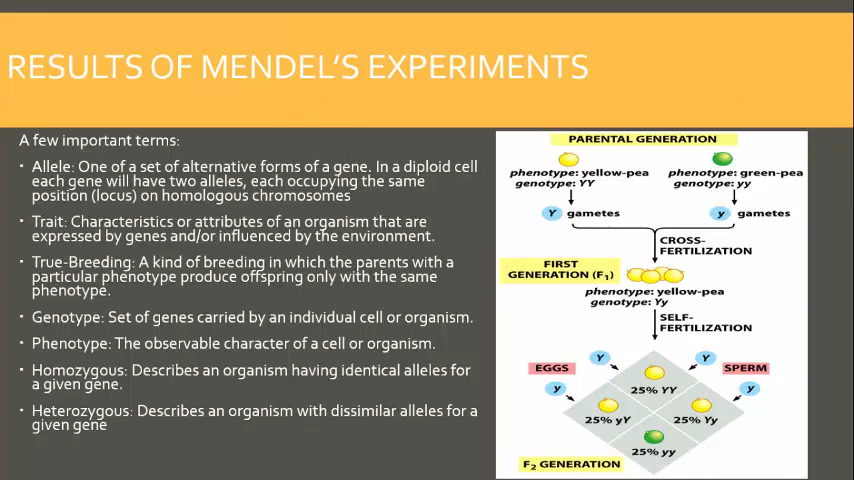 RESULTS OF MENDEL'S EXPERIMENTS
A few important terms:
Allele: One of a set of alternative forms of a gene. In a diploid cell
each gene will have two alleles, each occupying the same
position (locus) on homologous chromosomes
Trait: Characteristics or attributes of an organism that are
expressed by genes and/or influenced by the environment.
True-Breeding: A kind of breeding in which the parents with a
particular phenotype produce offspring only with the same
phenotype.
Genotype: Set of genes carried by an individual cell or organism.
Phenotype: The observable character of a cell or organism.
Homozygous: Describes an organism having identical alleles for
a given gene.
Heterozygous: Describes an organism with dissimilar alleles for a
given gene
PARENTAL GENERATION
phenotype: yellow-pea
genotype: YY
phenotype: green-pea
genotype: yy
Y gametes
y gametes
CROSS-
FERTILIZATION
FIRST
GENERATION (F1)
phenotype: yellow-pea
genotype: Yy
SELF-
FERTILIZATION
Y
Y
EGGS
SPERM
y
y
25% YY
25% yY
25% Yy
25% yy
F2 GENERATION